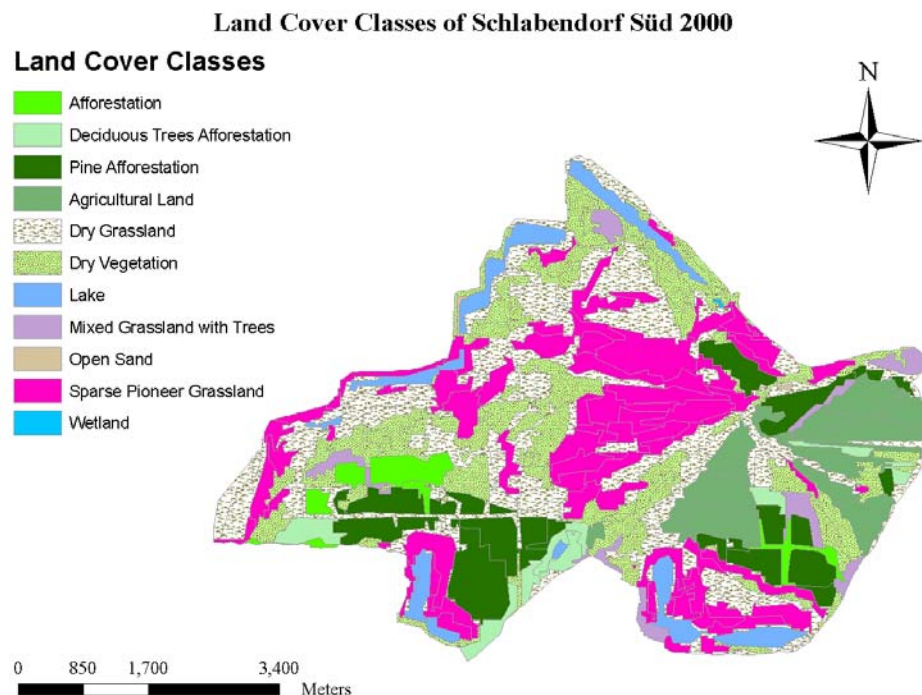 Land Cover Classes of Schlabendorf Süd 2000
Land Cover Classes
N
Afforestation
Deciduous Trees Afforestation
Pine Afforestation
Agricultural Land
Dry Grassland
Dry Vegetation
Lake
Mixed Grassland with Trees
Open Sand
Sparse Pioneer Grassland
Wetland
0 850 1,700 3,400
Meters